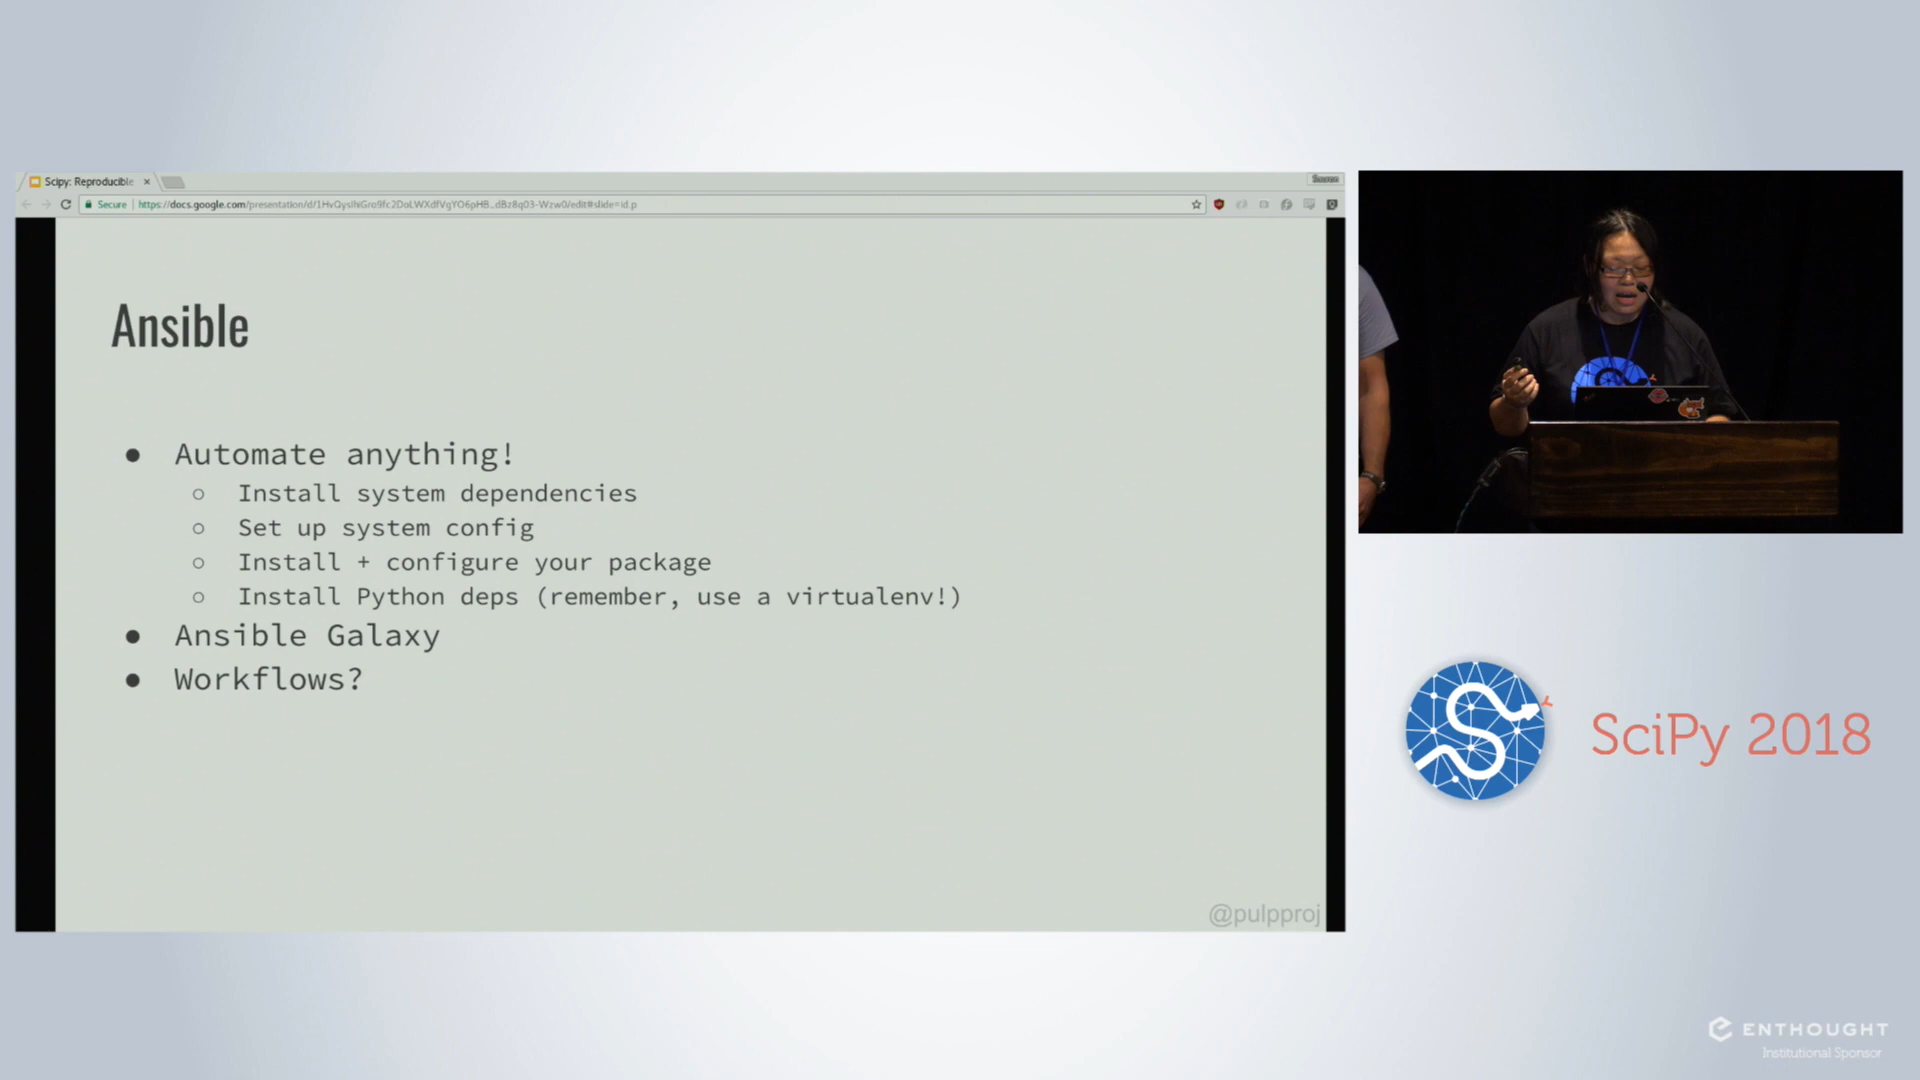 Scipy: Reproducible
Secure
Ansible
● Automate anything!
○ Install system dependencies
○ Set up system config
○ Install + configure your package
○ Install Python deps (remember, use a virtualenv!)
● Ansible Galaxy
● Workflows?
@pulpproj
SciPy 2018
ENTHOUGHT
Institutional Sponsor